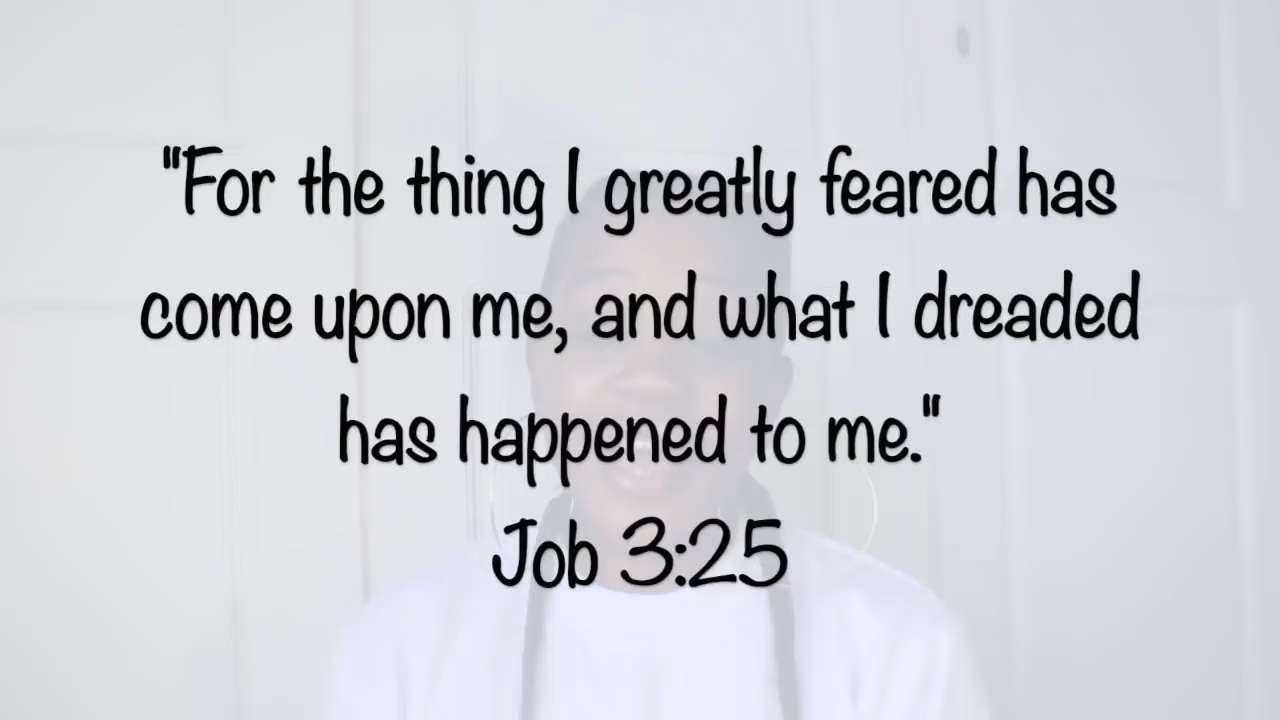 "For the thing I greatly feared has
come upon me, and what I dreaded
has happened to me."
Job 3:25